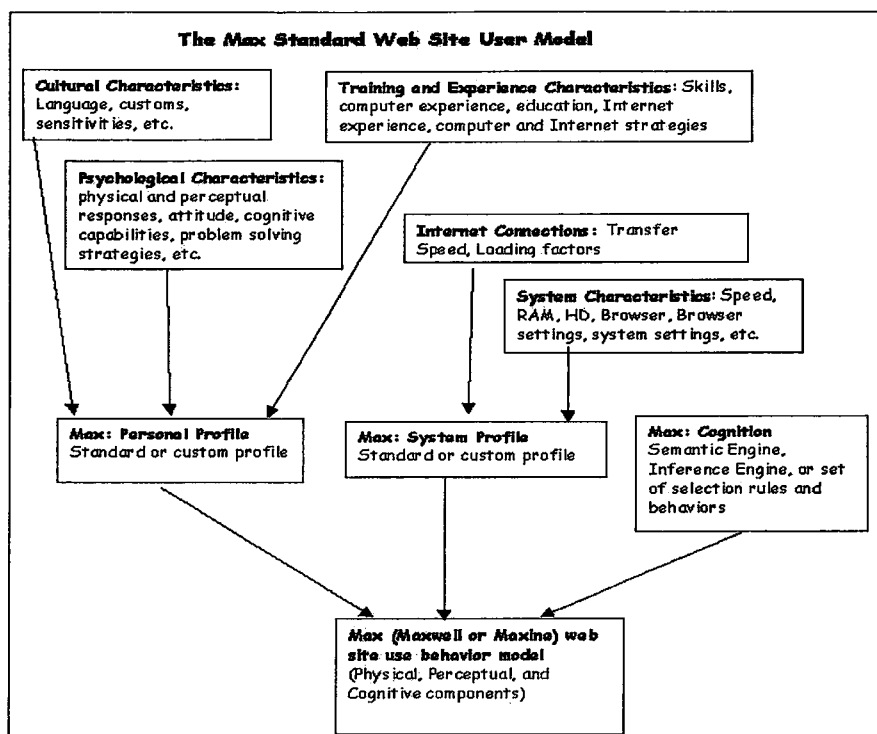 The Max Standard Web Site User Model
Cultural Characteristics:
Language, customs,
sensitivities, etc.
Training and Experience Characteristics: Skills,
computer experience, education, Internet
experience, computer and Internet strategies
Psychological Characteristics:
physical and perceptual
responses, attitude, cognitive
capabilities, problem solving
strategies, etc.
Internet Connections: Transfer
Speed, Loading factors
System Characteristics: Speed,
RAM, HD, Browser, Browser
settings, system settings, etc.
Max: Personal Profile
Standard or custom profile
Max: System Profile
Standard or custom profile
Max: Cognition
Semantic Engine,
Inference Engine, or set
of selection rules and
behaviors
Max (Maxwell or Maxine) web
site use behavior model
(Physical, Perceptual, and
Cognitive components)